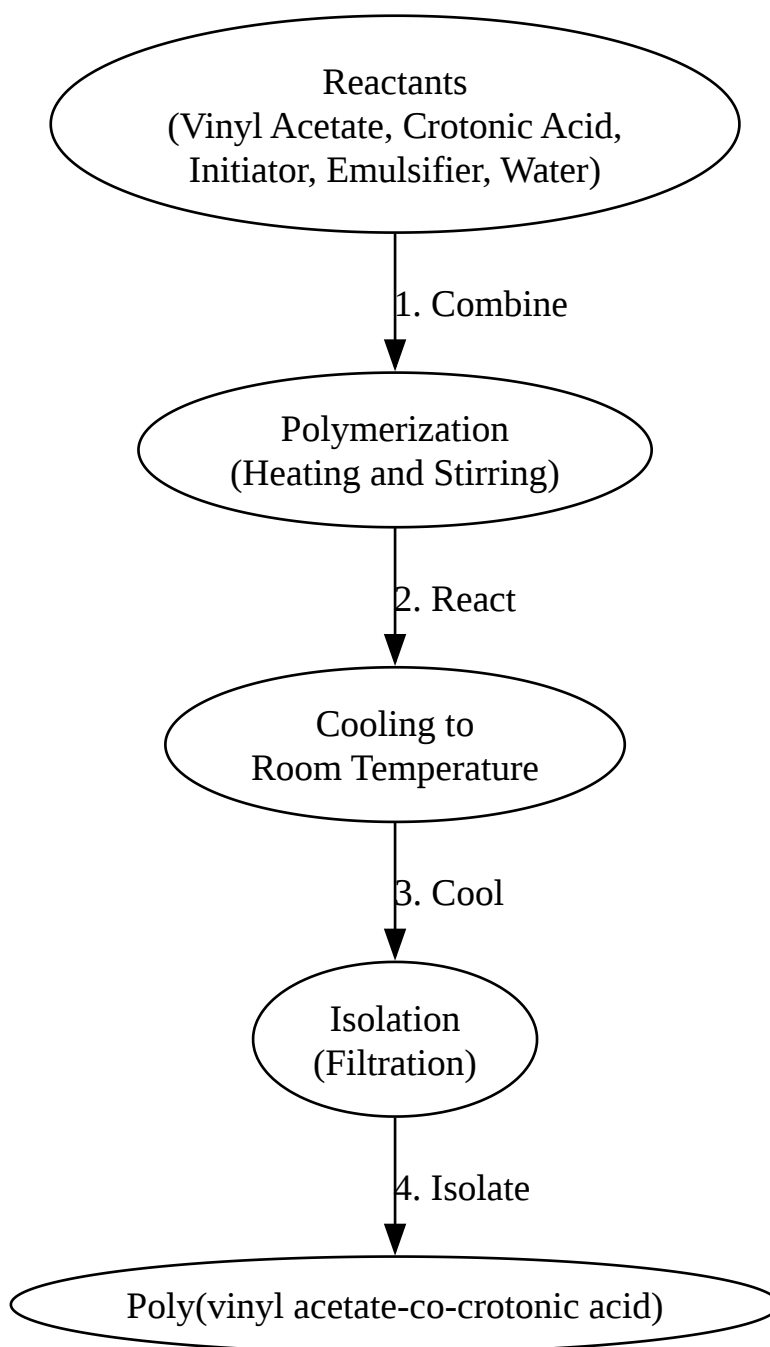 Reactants
(Vinyl Acetate, Crotonic Acid,
Initiator, Emulsifier, Water)
1. Combine
Polymerization
(Heating and Stirring)
2. React
Cooling to
Room Temperature
3. Cool
Isolation
(Filtration)
4. Isolate
Poly(vinyl acetate-co-crotonic acid)